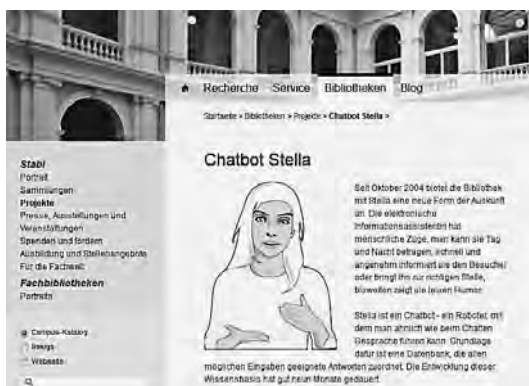 Recherche Service Bibliotheken Blog
Startseite > Bibliotheken > Projekte > Chatbot Stella >
Stabi
Portrait
Sammlungen
Projekte
Presse, Ausstellungen und
Veranstaltungen
Spenden und fördern
Ausbildung und Stellenangebote
Für die Fachwelt
Fachbibliotheken
Portraits
Campus-Katalog
Website
Chatbot Stella
Seit Oktober 2004 bietet die Bibliothek
mit Stella eine neue Form der Auskunft
an. Die elektronische
Informationsassistentin hat
menschliche Züge, man kann sie Tag
und Nacht befragen, schnell und
angenehm informiert sie den Besucher
oder bringt ihn zur richtigen Stelle,
bisweilen zeigt sie leisen Humor.
Stella ist ein Chatbot - ein Roboter, mit
dem man ähnlich wie beim Chatten
Gespräche führen kann. Grundlage
dafür ist eine Datenbank, die allen
möglichen Eingaben geeignete Antworten zuordnet. Die Entwicklung dieser
Wissensbasis hat gut neun Monate gedauert.